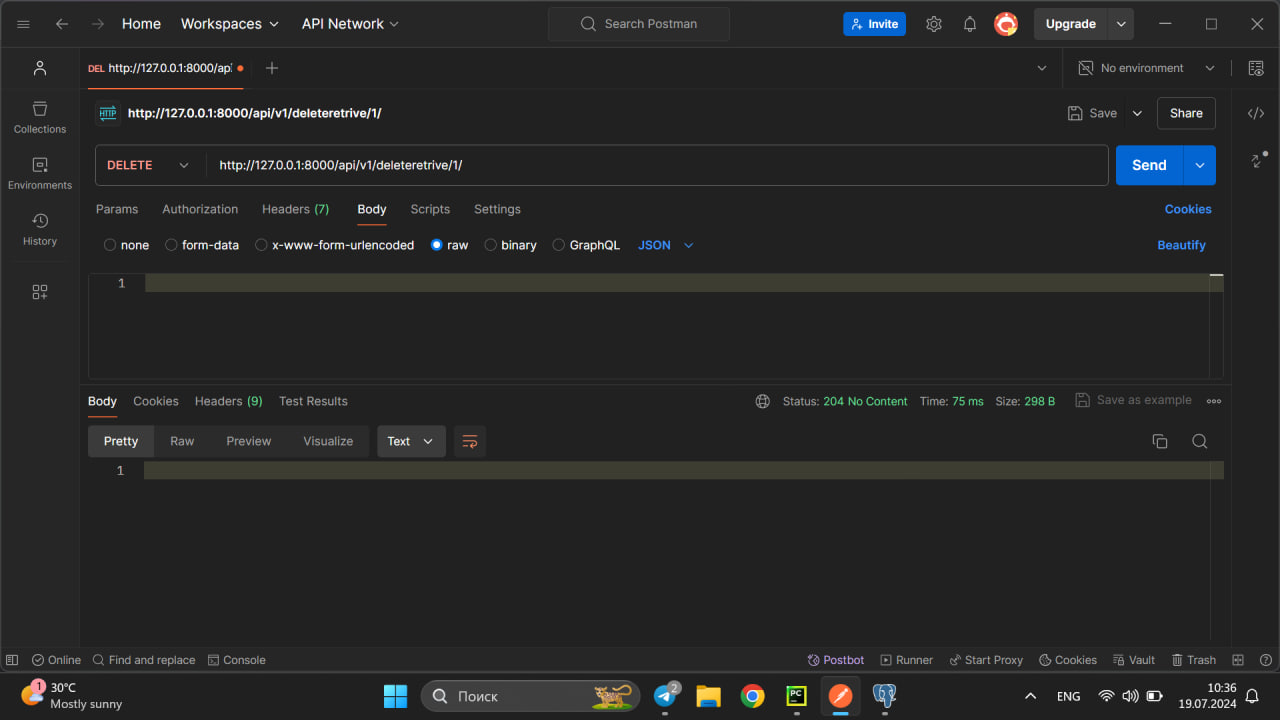 Home Workspaces API Network Search Postman Invite Upgrade
DEL http://127.0.0.1:8000/api No environment
HTTP http://127.0.0.1:8000/api/v1/deleteretrive/1/ Save Share
Collections
DELETE http://127.0.0.1:8000/api/v1/deleteretrive/1/ Send
Environments
Params Authorization Headers (7) Body Scripts Settings Cookies
History
none form-data x-www-form-urlencoded raw binary GraphQL JSON Beautify
1
Body Cookies Headers (9) Test Results Status: 204 No Content Time: 75 ms Size: 298 B Save as example
Pretty Raw Preview Visualize Text
1
Online Find and replace Console Postbot Runner Start Proxy Cookies Vault Trash
1 30°C
Mostly sunny
Поиск
2
PC
ENG
10:36
19.07.2024